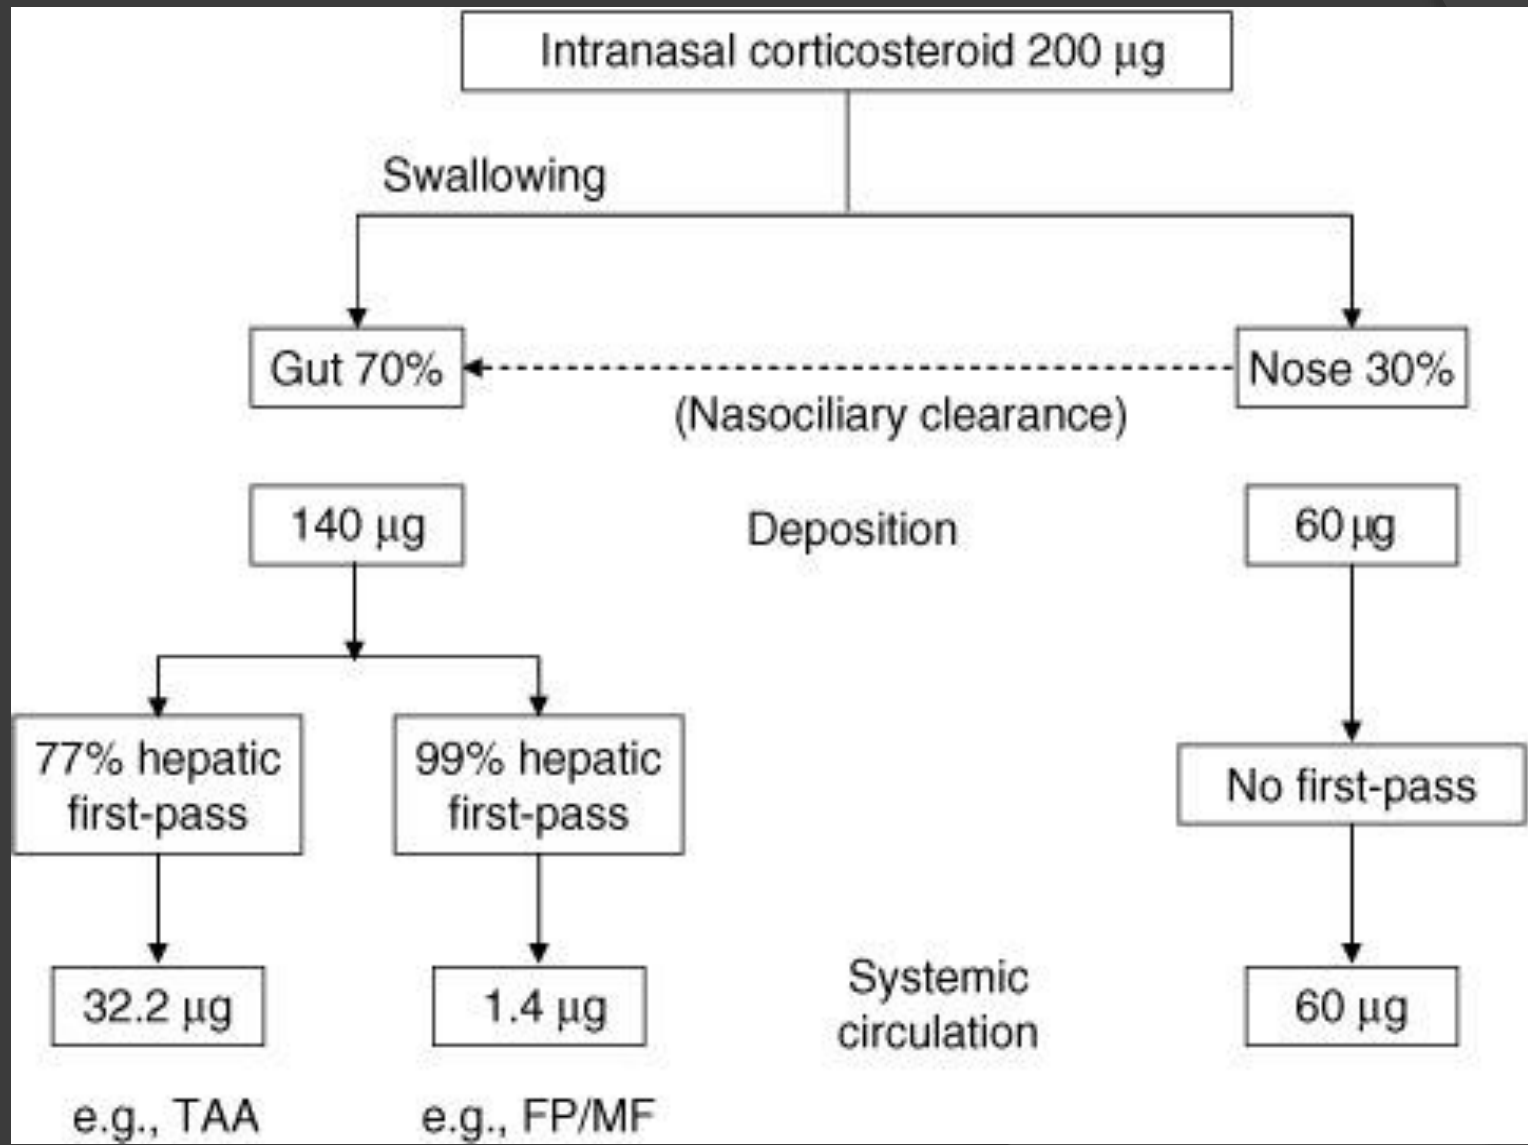 Intranasal corticosteroid 200 µg
Swallowing
Gut 70%
Nose 30%
(Nasociliary clearance)
140 µg
Deposition
60 µg
77% hepatic
first-pass
99% hepatic
first-pass
No first-pass
32.2 µg
1.4 µg
Systemic
circulation
60 µg
e.g., TAA
e.g., FP/MF